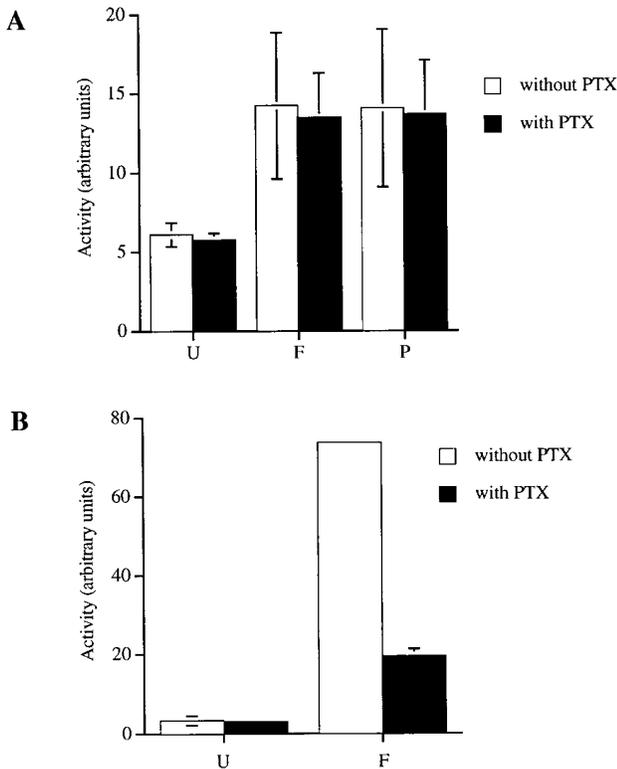 A
Activity (arbitrary units)
20
15
10
5
0
U F P
without PTX
with PTX
B
Activity (arbitrary units)
80
60
40
20
0
U F
without PTX
with PTX